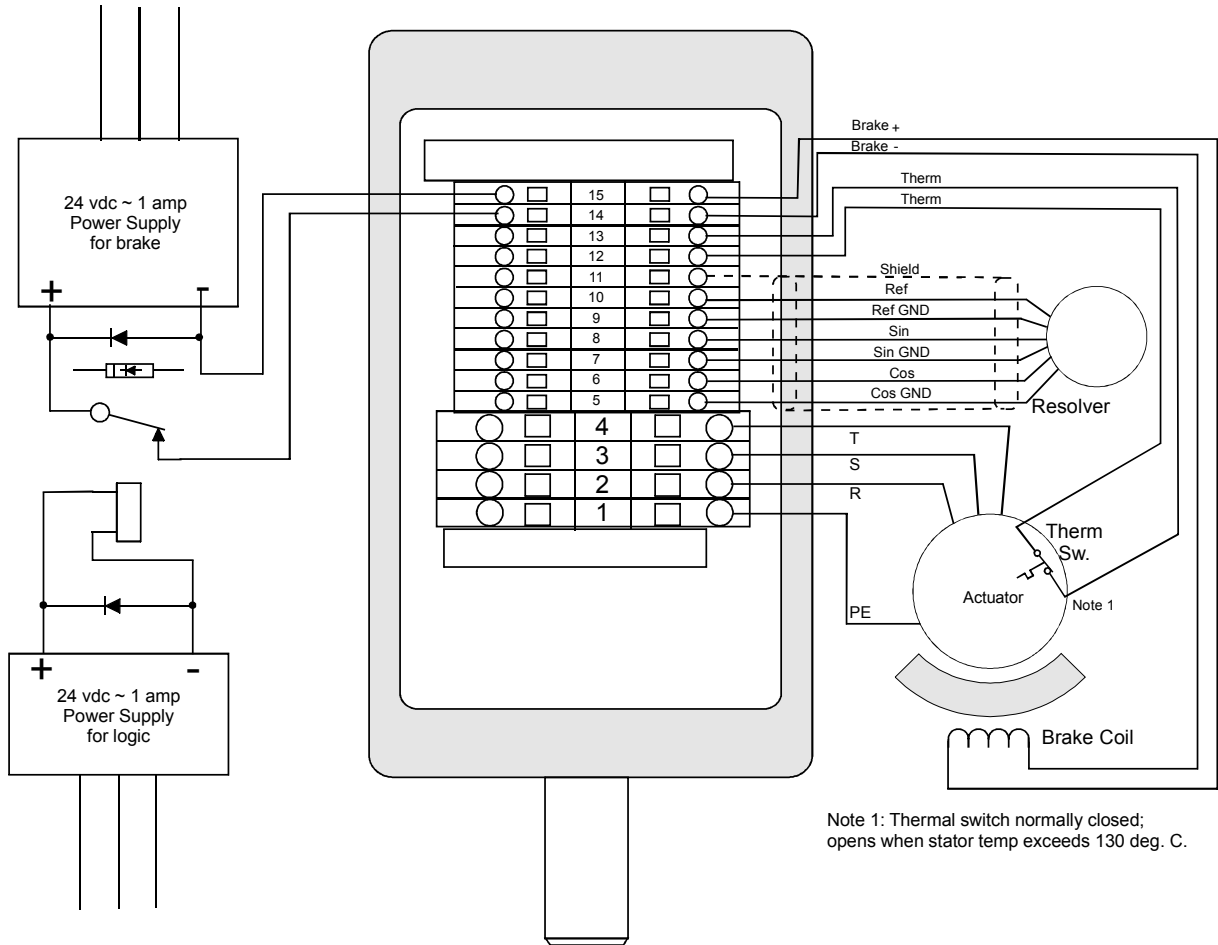 24 vdc ~ 1 amp
Power Supply
for brake
+ -
+ -
24 vdc ~ 1 amp
Power Supply
for logic
15
14
13
12
11
10
9
8
7
6
5
4
3
2
1
Brake +
Brake -
Therm
Therm
Shield
Ref
Ref GND
Sin
Sin GND
Cos
Cos GND
Resolver
T
S
R
PE
Therm
Sw.
Actuator
Note 1
Brake Coil
Note 1: Thermal switch normally closed;
opens when stator temp exceeds 130 deg. C.